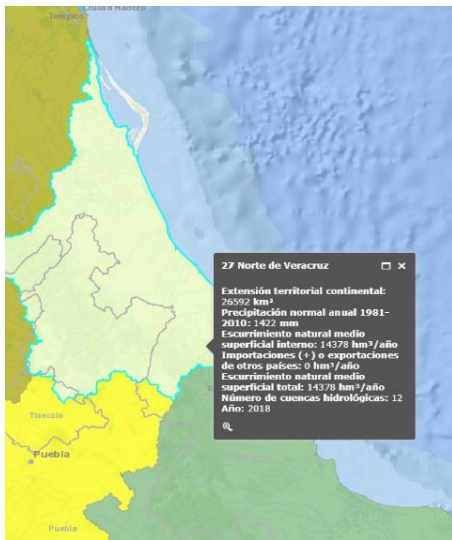 Ciudad Madero
Tampico
27 Norte de Veracruz
Extensión territorial continental:
26592 km²
Precipitación normal anual 1981-
2010: 1422 mm
Escurrimiento natural medio
superficial interno: 14378 hm³/año
Importaciones (+) o exportaciones
de otros países: 0 hm³/año
Escurrimiento natural medio
superficial total: 14378 hm³/año
Número de cuencas hidrológicas: 12
Año: 2018
Tlaxcala
Puebla
Puebla